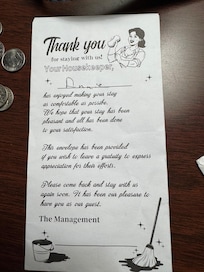 Thank you
for staying with us!
Your Housekeeper,
has enjoyed making your stay
as comfortable as possible.
We hope that your stay has been
pleasant and all has been done
to your satisfaction.
This envelope has been provided
if you wish to leave a gratuity to express
appreciation for their efforts.
Please come back and stay with us
again soon. It has been our pleasure to
have you as our guest.
The Management